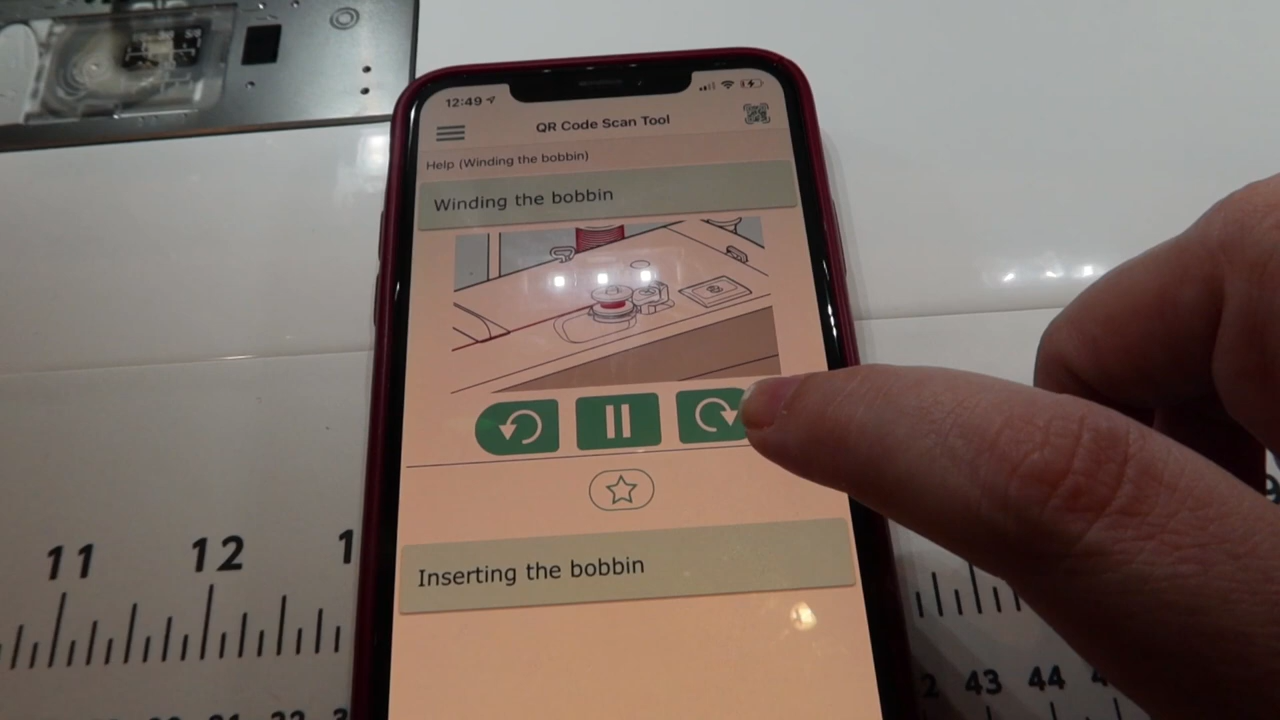 12:49
QR Code Scan Tool
Help (Winding the bobbin)
Winding the bobbin
Inserting the bobbin
11 12 1
43 44